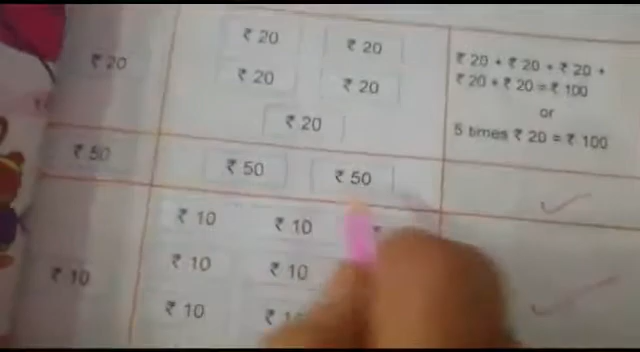 ₹ 20
₹ 20 ₹ 20
₹ 20 ₹ 20
₹ 20
₹ 20 + ₹ 20 + ₹ 20 +
₹ 20 + ₹ 20 = ₹ 100
or
5 times ₹ 20 = ₹ 100
₹ 50
₹ 50 ₹ 50
₹ 10
₹ 10 ₹ 10
₹ 10 ₹ 10
₹ 10